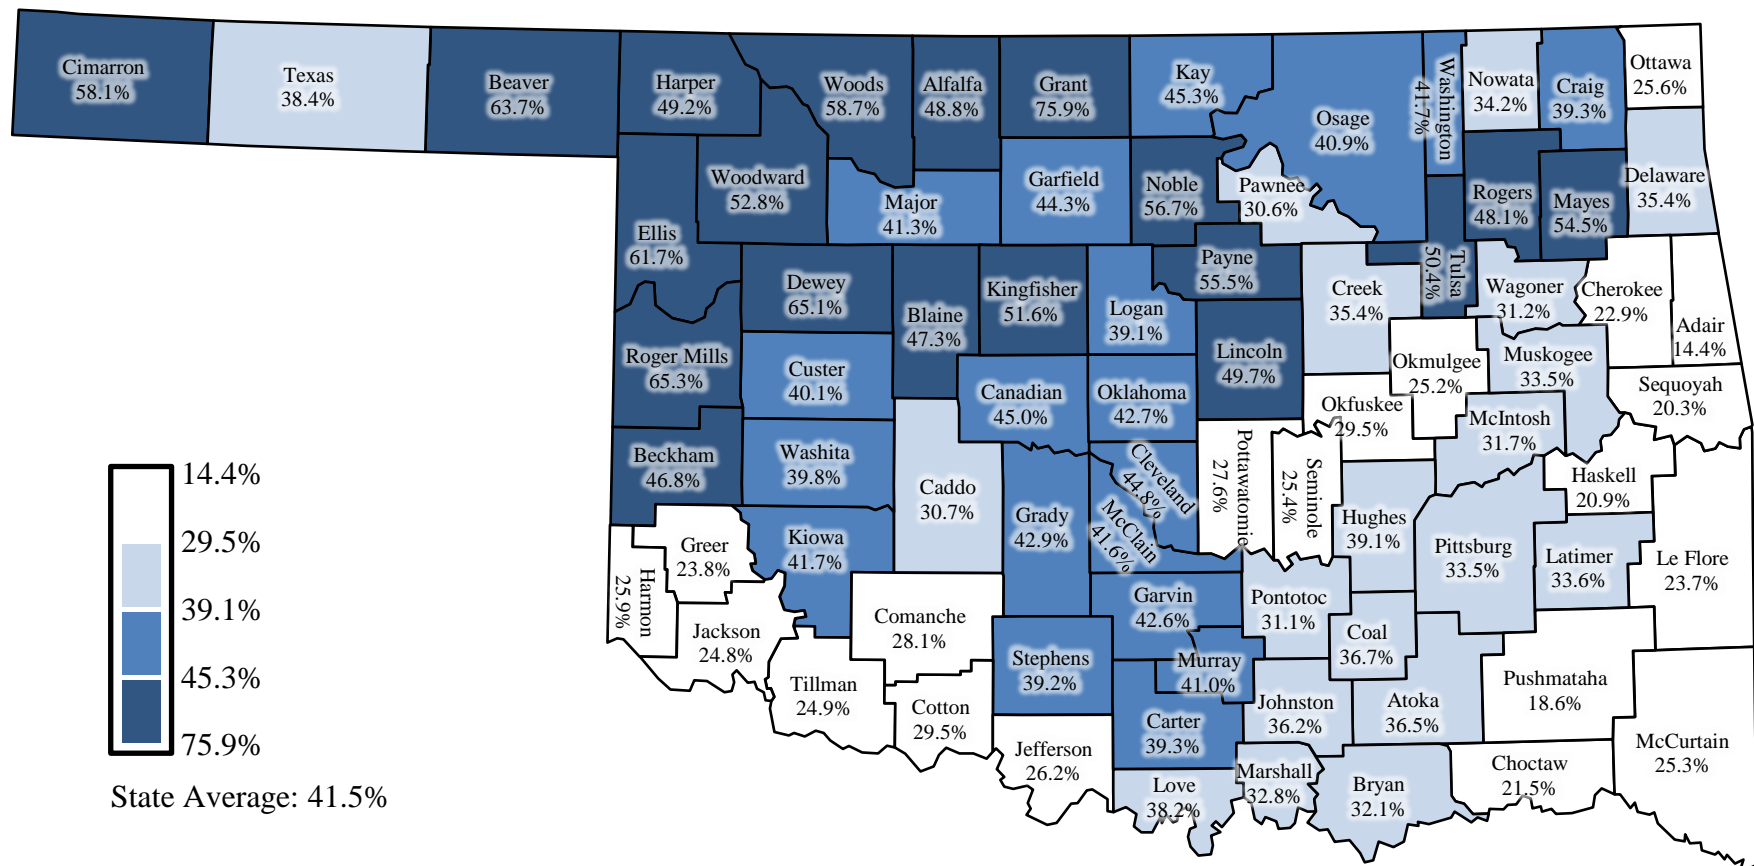 Cimarron
58.1%
Texas
38.4%
Beaver
63.7%
Harper
49.2%
Woods
58.7%
Alfalfa
48.8%
Grant
75.9%
Kay
45.3%
Osage
40.9%
Washington
41.7%
Nowata
34.2%
Craig
39.3%
Ottawa
25.6%
Woodward
52.8%
Major
41.3%
Garfield
44.3%
Noble
56.7%
Pawnee
30.6%
Rogers
48.1%
Mayes
54.5%
Delaware
35.4%
Ellis
61.7%
Dewey
65.1%
Blaine
47.3%
Kingfisher
51.6%
Logan
39.1%
Payne
55.5%
Creek
35.4%
Tulsa
50.4%
Wagoner
31.2%
Cherokee
22.9%
Adair
14.4%
Roger Mills
65.3%
Custer
40.1%
Canadian
45.0%
Oklahoma
42.7%
Lincoln
49.7%
Okmulgee
25.2%
Muskogee
33.5%
Sequoyah
20.3%
Okfuskee
29.5%
McIntosh
31.7%
Beckham
46.8%
Washita
39.8%
Caddo
30.7%
Grady
42.9%
Cleveland
44.8%
McClain
41.6%
Pottawatomie
27.6%
Seminole
25.4%
Hughes
39.1%
Pittsburg
33.5%
Haskell
20.9%
Latimer
33.6%
Le Flore
23.7%
Greer
23.8%
Kiowa
41.7%
Harmon
25.9%
Jackson
24.8%
Comanche
28.1%
Tillman
24.9%
Cotton
29.5%
Stephens
39.2%
Garvin
42.6%
Murray
41.0%
Pontotoc
31.1%
Coal
36.7%
Johnston
36.2%
Atoka
36.5%
Pushmataha
18.6%
McCurtain
25.3%
Carter
39.3%
Jefferson
26.2%
Love
38.2%
Marshall
32.8%
Bryan
32.1%
Choctaw
21.5%
14.4%
29.5%
39.1%
45.3%
75.9%
State Average: 41.5%